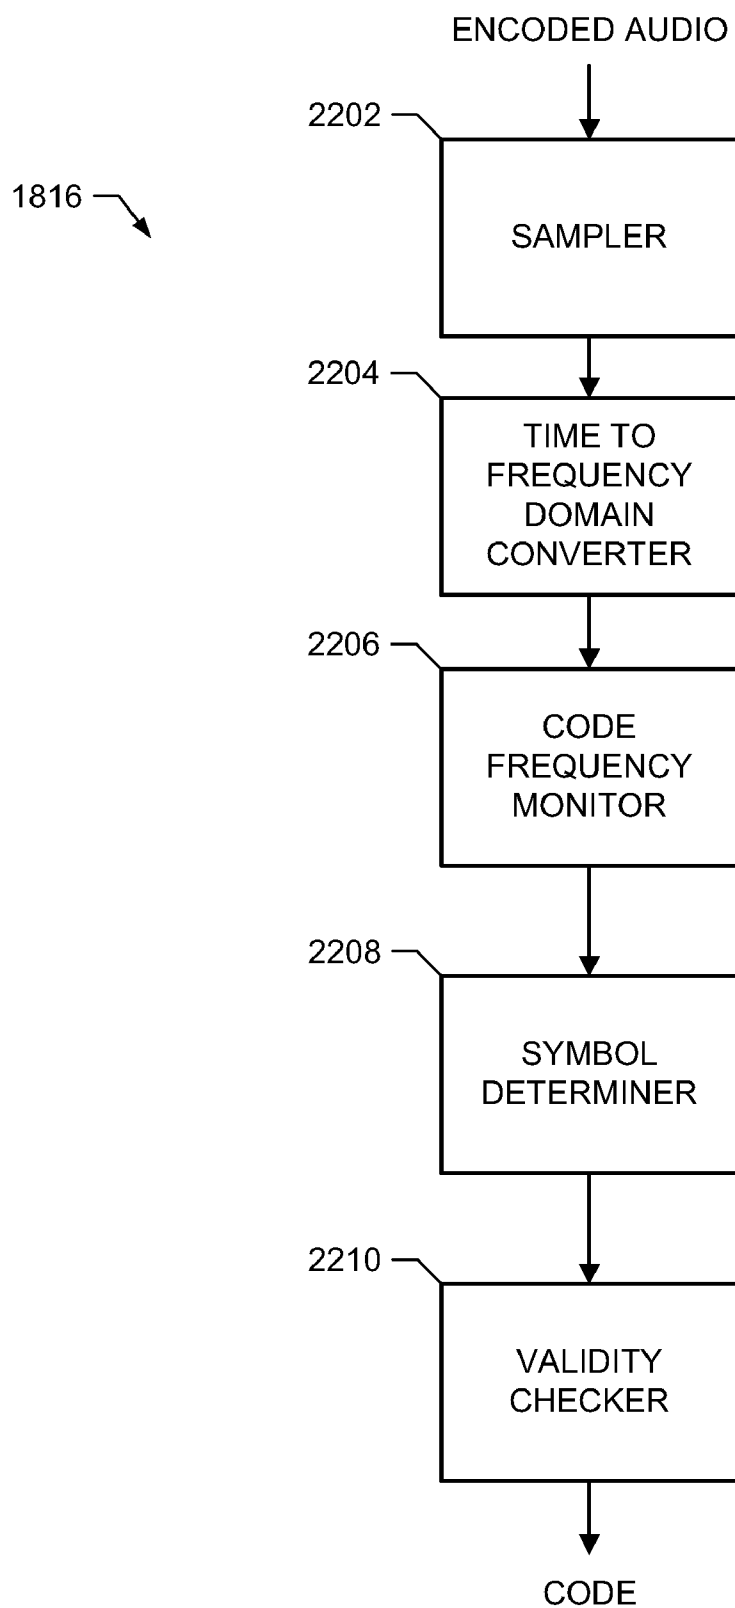 ENCODED AUDIO
2202
1816
SAMPLER
2204
TIME TO
FREQUENCY
DOMAIN
CONVERTER
2206
CODE
FREQUENCY
MONITOR
2208
SYMBOL
DETERMINER
2210
VALIDITY
CHECKER
CODE